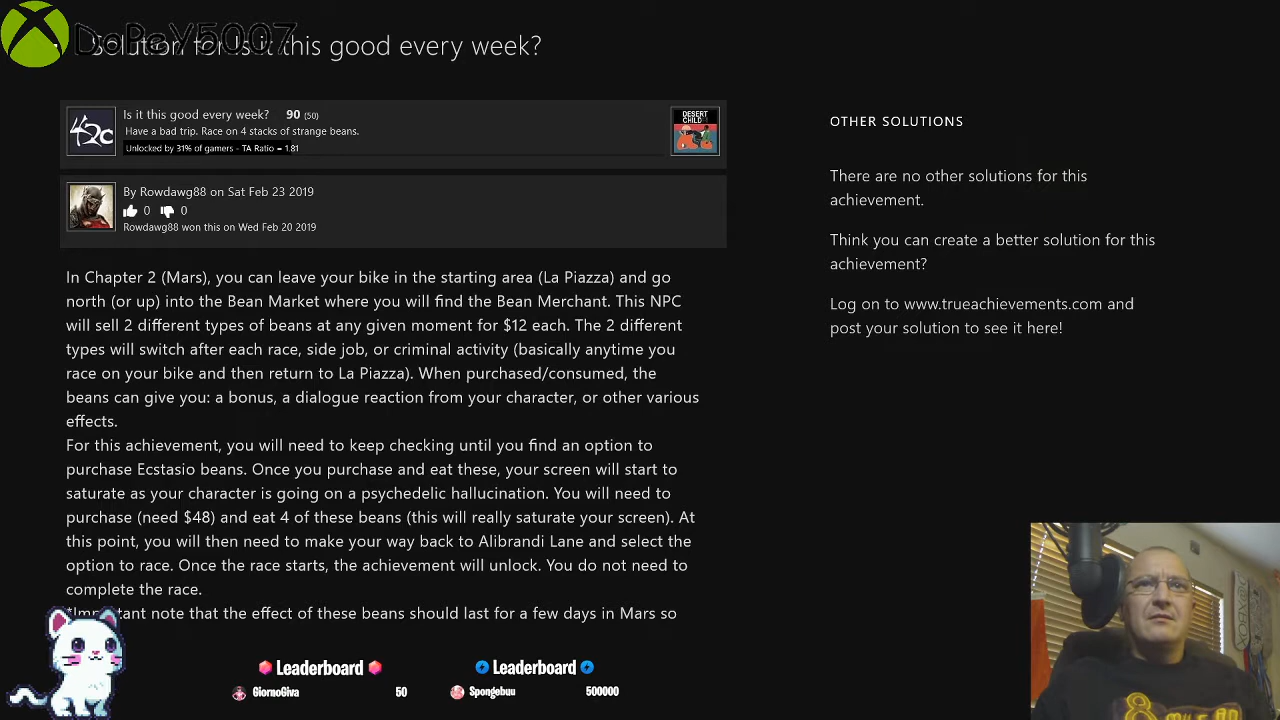 DoPeY5007
Solution for Is it this good every week?
Is it this good every week? 90 (50)
Have a bad trip. Race on 4 stacks of strange beans.
Unlocked by 31% of gamers - TA Ratio = 1.81
42c
DESERT
CHILD
By Rowdawg88 on Sat Feb 23 2019
0 0
Rowdawg88 won this on Wed Feb 20 2019
In Chapter 2 (Mars), you can leave your bike in the starting area (La Piazza) and go
north (or up) into the Bean Market where you will find the Bean Merchant. This NPC
will sell 2 different types of beans at any given moment for $12 each. The 2 different
types will switch after each race, side job, or criminal activity (basically anytime you
race on your bike and then return to La Piazza). When purchased/consumed, the
beans can give you: a bonus, a dialogue reaction from your character, or other various
effects.
For this achievement, you will need to keep checking until you find an option to
purchase Ecstasio beans. Once you purchase and eat these, your screen will start to
saturate as your character is going on a psychedelic hallucination. You will need to
purchase (need $48) and eat 4 of these beans (this will really saturate your screen). At
this point, you will then need to make your way back to Alibrandi Lane and select the
option to race. Once the race starts, the achievement will unlock. You do not need to
complete the race.
*Important note that the effect of these beans should last for a few days in Mars so
OTHER SOLUTIONS
There are no other solutions for this
achievement.
Think you can create a better solution for this
achievement?
Log on to www.trueachievements.com and
post your solution to see it here!
Leaderboard
GiornoGiva 50
Leaderboard
Spongebuu 500000